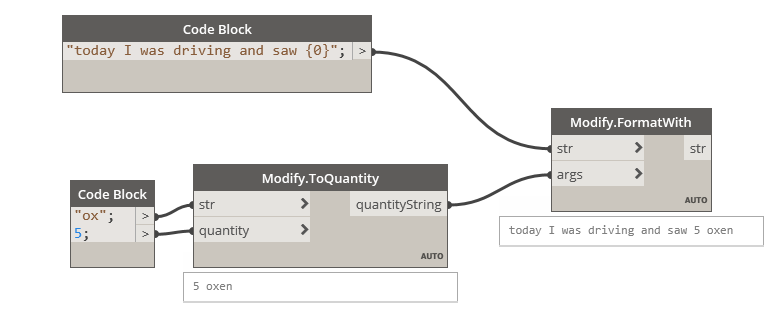 Code Block
"today I was driving and saw {0}"; >
Modify.FormatWith
str > str
args >
AUTO
today I was driving and saw 5 oxen
Code Block
"ox"; >
5; >
Modify.ToQuantity
str > quantityString
quantity >
AUTO
5 oxen